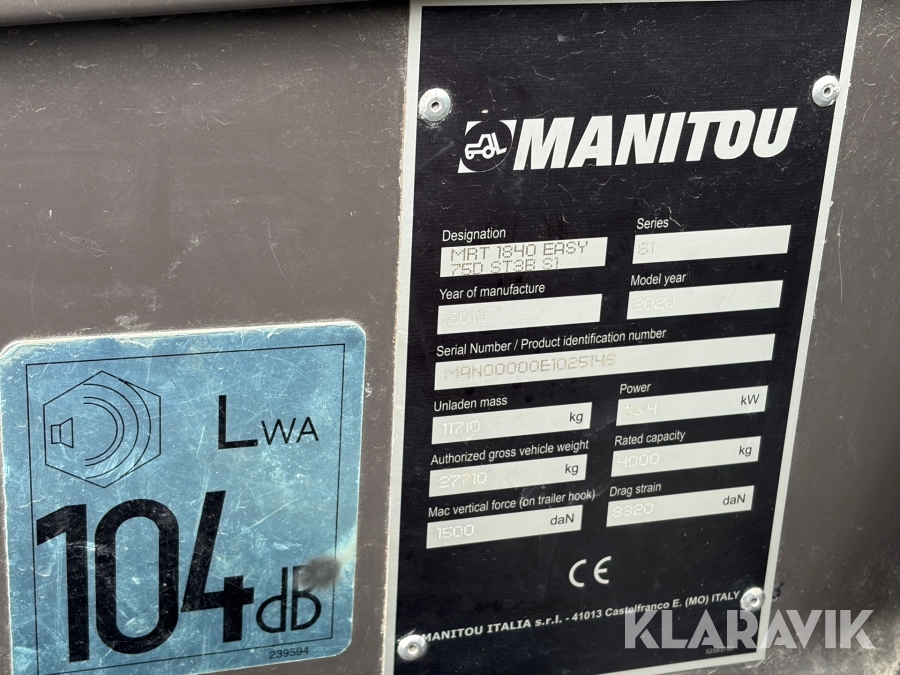 MANITOU
Designation
MRT 1840 EASY
75D ST3B S1
Series
S1
Year of manufacture
2019
Model year
2020
Serial Number / Product identification number
Unladen mass
11710 kg
Power
kW
Authorized gross vehicle weight
27710 kg
Rated capacity
4000 kg
Mac vertical force (on trailer hook)
1500 daN
Drag strain
daN
CE
MANITOU ITALIA s.r.l. - 41013 Castelfranco E. (MO) ITALY
LWA
104dB
239594
KLARAVIK